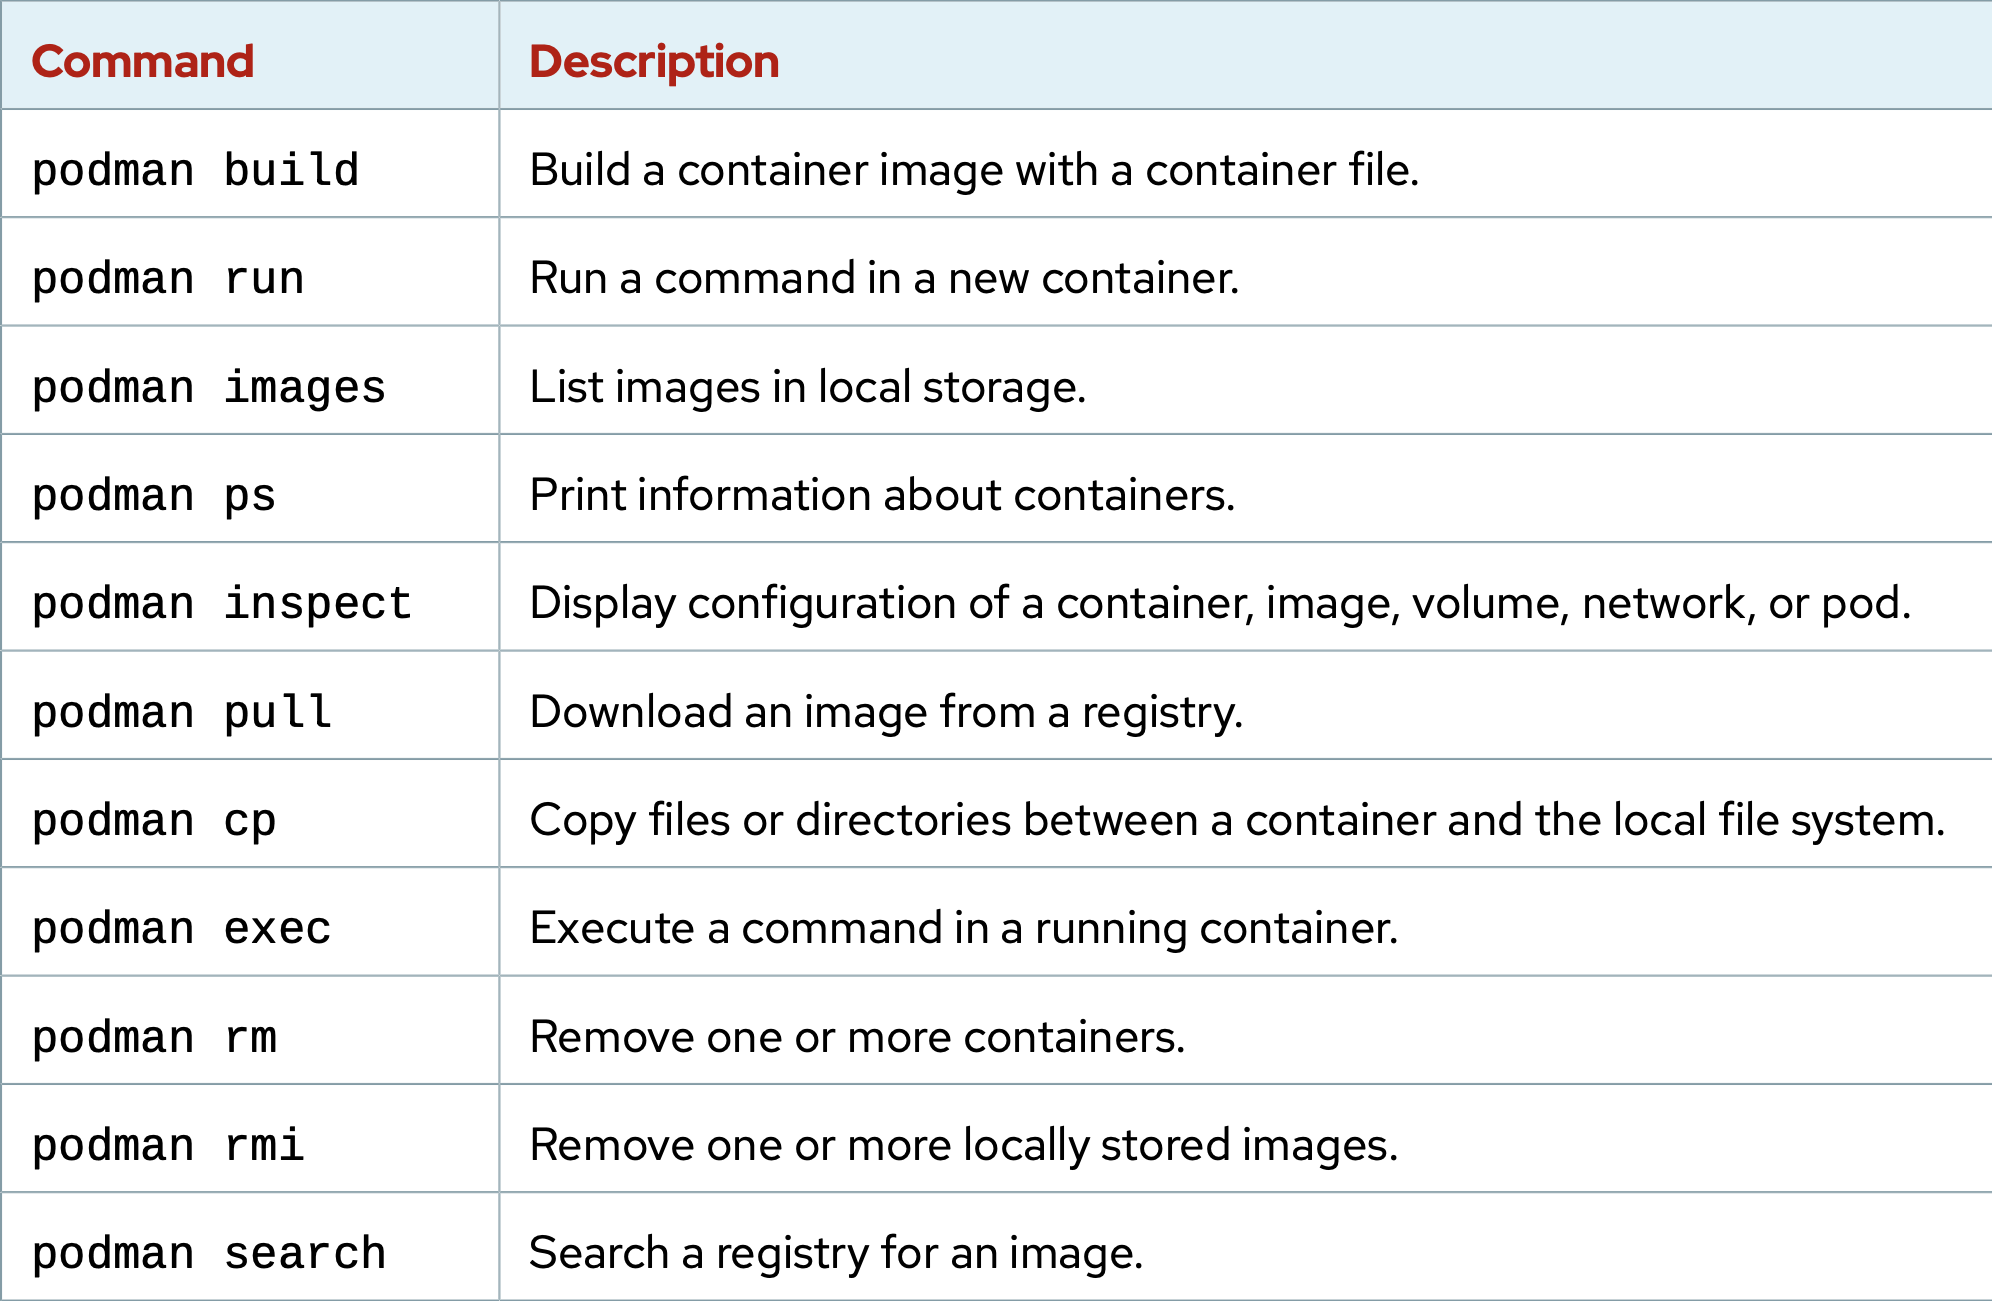 Command Description
podman build Build a container image with a container file.
podman run Run a command in a new container.
podman images List images in local storage.
podman ps Print information about containers.
podman inspect Display configuration of a container, image, volume, network, or pod.
podman pull Download an image from a registry.
podman cp Copy files or directories between a container and the local file system.
podman exec Execute a command in a running container.
podman rm Remove one or more containers.
podman rmi Remove one or more locally stored images.
podman search Search a registry for an image.